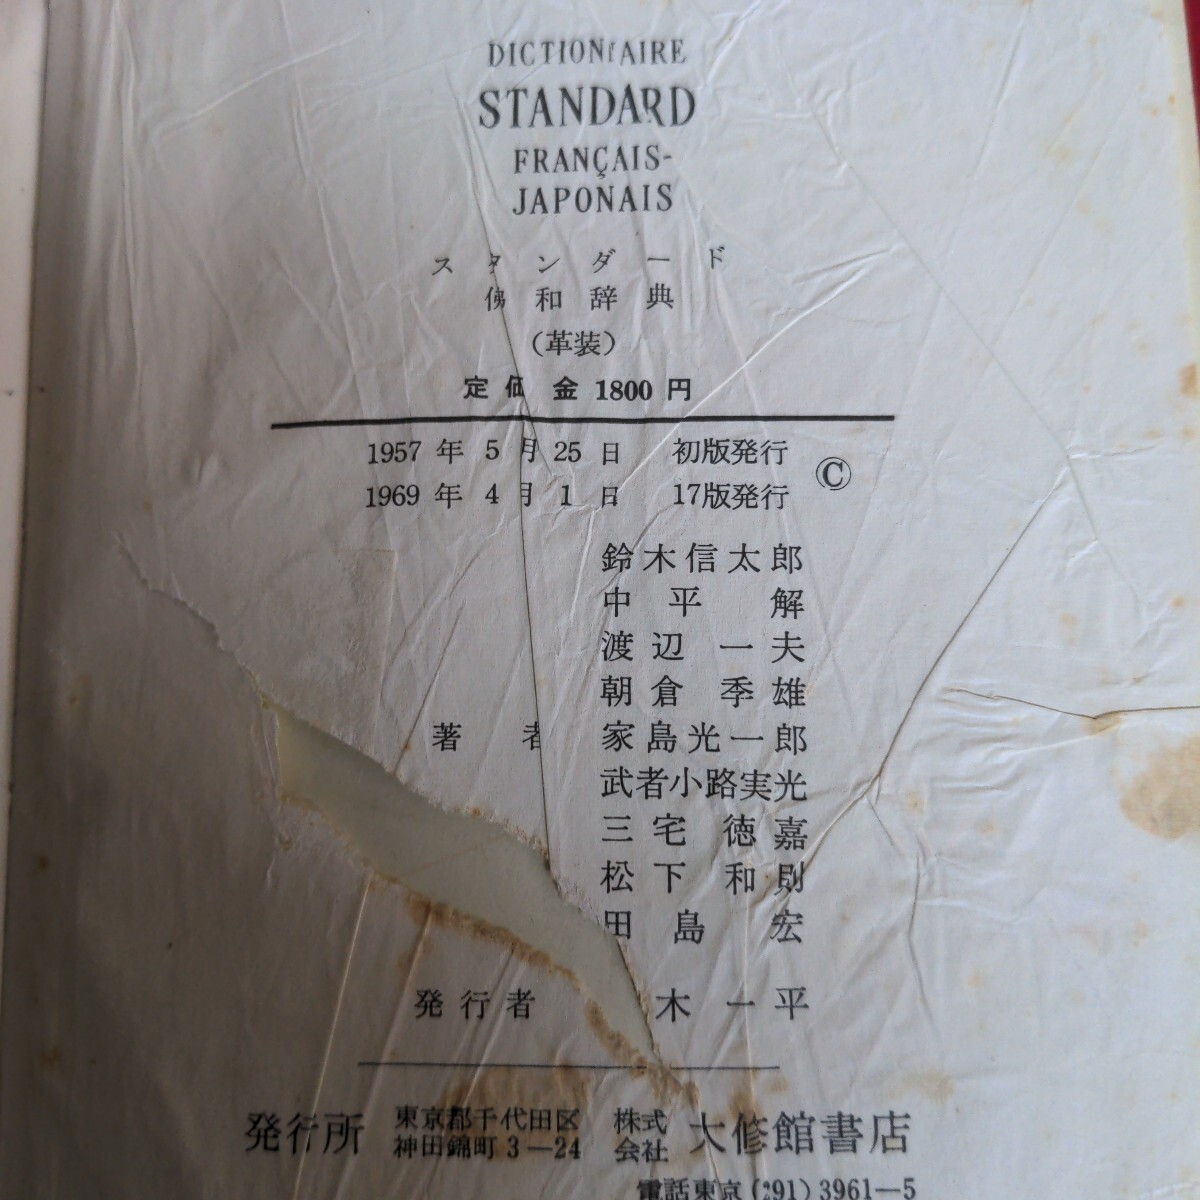 DICTIONNAIRE
STANDARD
FRANÇAIS-
JAPONAIS
スタンダード
佛和辞典
(革装)
定価 金 1800 円
1957 年 5 月 25 日 初版発行
1969 年 4 月 1 日 17版発行 ©
鈴木信太郎
中平解
渡辺一夫
朝倉季雄
著者 家島光一郎
武者小路実光
三宅徳嘉
松下和則
田島宏
発行者 木一平
発行所 東京都千代田区神田錦町3—24 株式会社 大修館書店
電話東京 (291) 3961—5